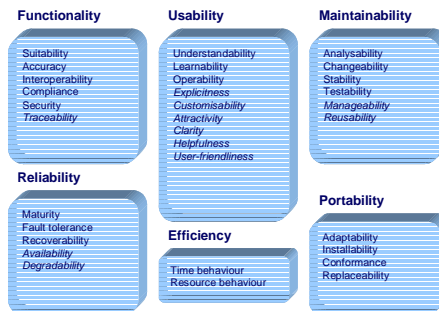 Functionality
Suitability
Accuracy
Interoperability
Compliance
Security
Traceability
Usability
Understandability
Learnability
Operability
Explicitness
Customisability
Attractivity
Clarity
Helpfulness
User-friendliness
Maintainability
Analysability
Changeability
Stability
Testability
Manageability
Reusability
Reliability
Maturity
Fault tolerance
Recoverability
Availability
Degradability
Efficiency
Time behaviour
Resource behaviour
Portability
Adaptability
Installability
Conformance
Replaceability